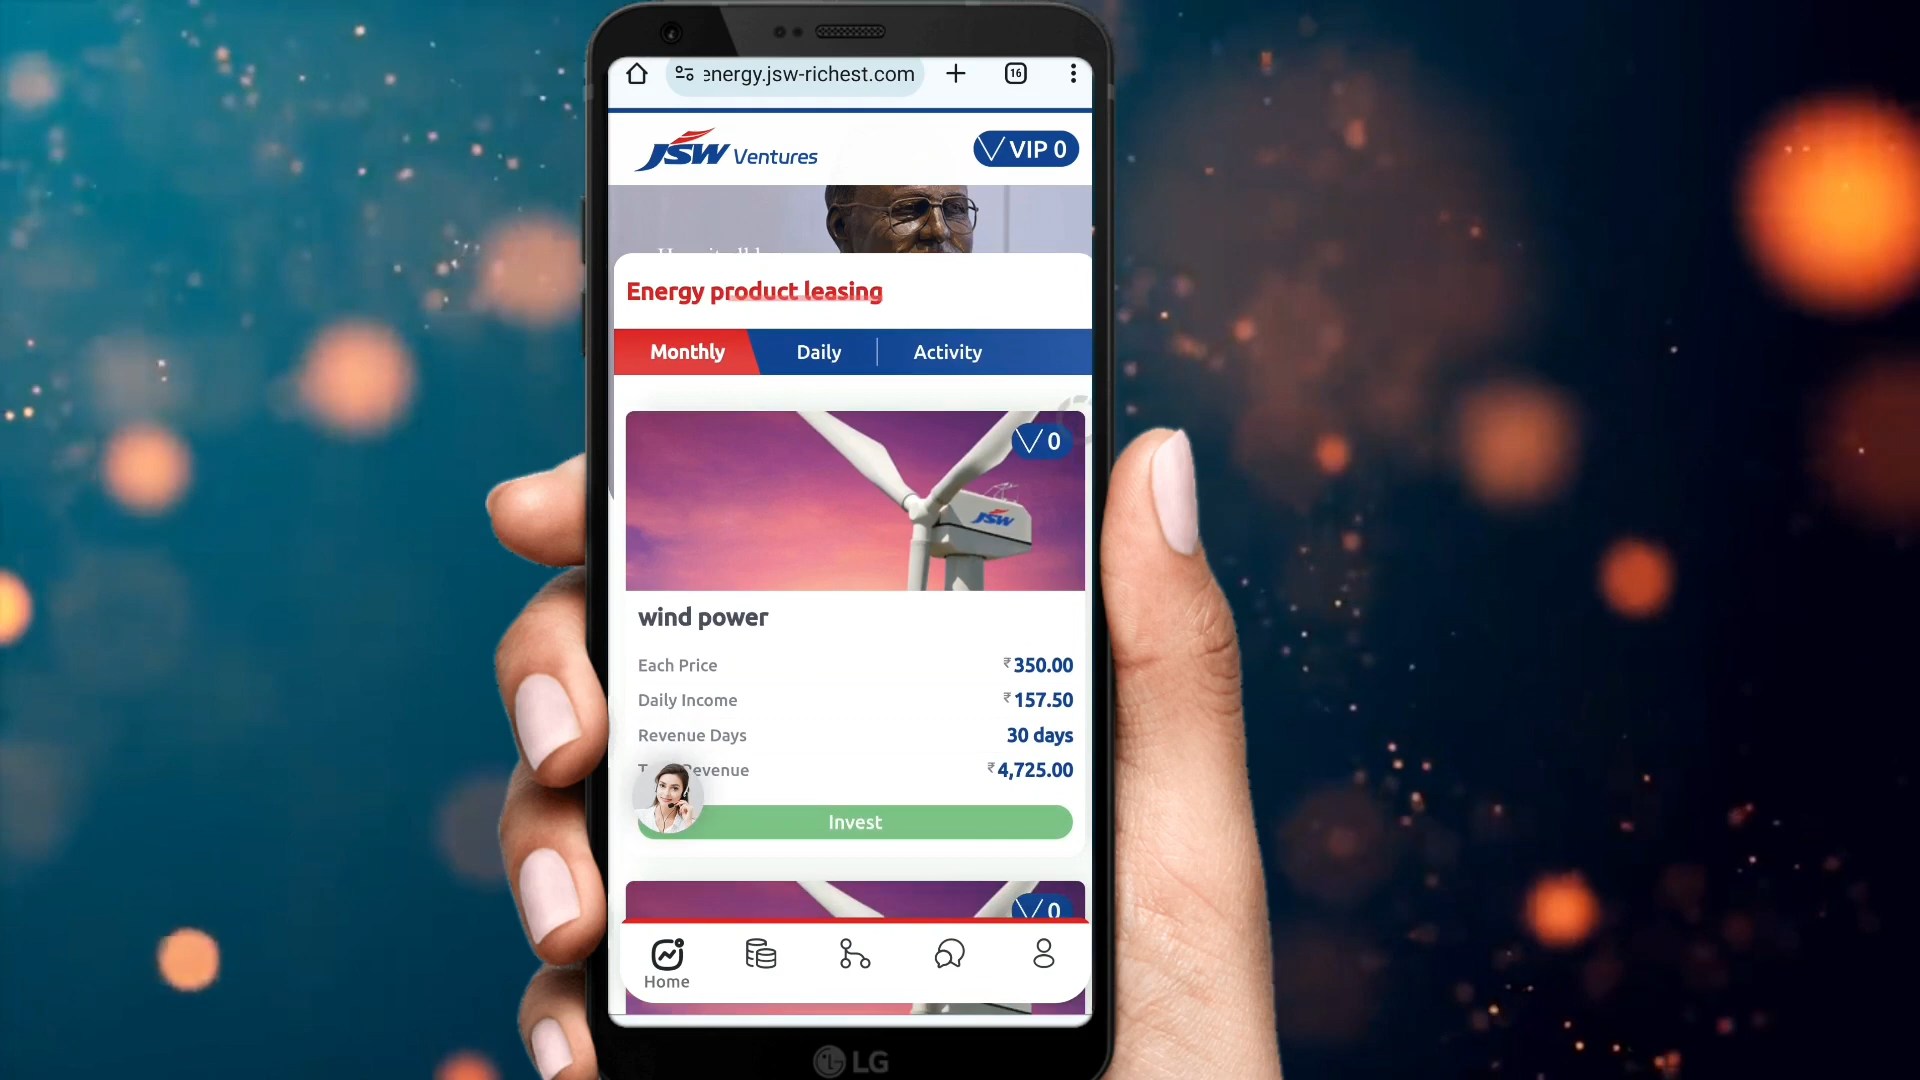 energy.jsw-richest.com
16
JSW Ventures
VIP 0
Energy product leasing
Monthly
Daily
Activity
0
JSW
wind power
Each Price
₹350.00
Daily Income
₹157.50
Revenue Days
30 days
Revenue
₹4,725.00
Invest
0
Home
LG